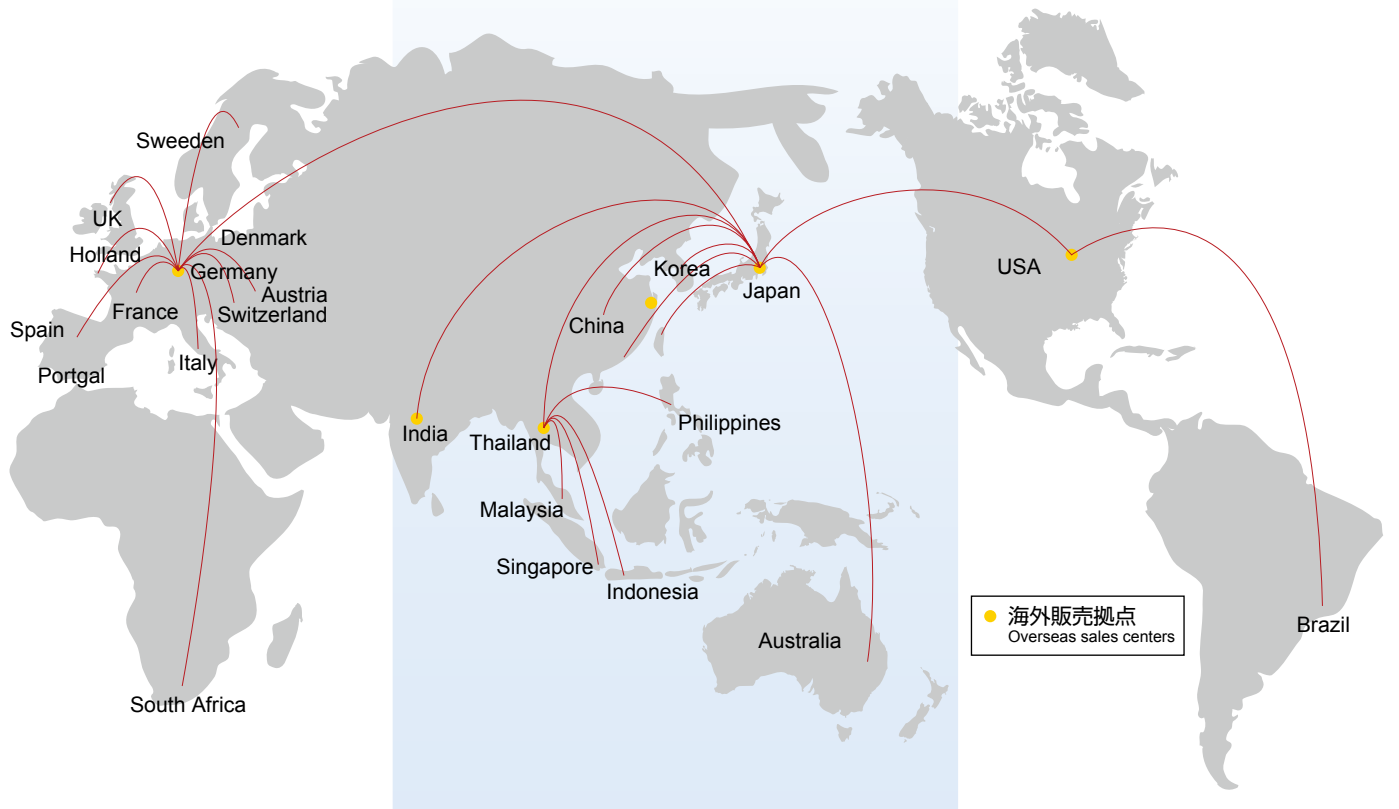 Sweeden
UK
Holland
Denmark
Germany
Austria
France
Switzerland
Spain
Italy
Portgal
South Africa
Korea
Japan
China
India
Thailand
Philippines
Malaysia
Singapore
Indonesia
Australia
USA
Brazil
海外販売拠点
Overseas sales centers